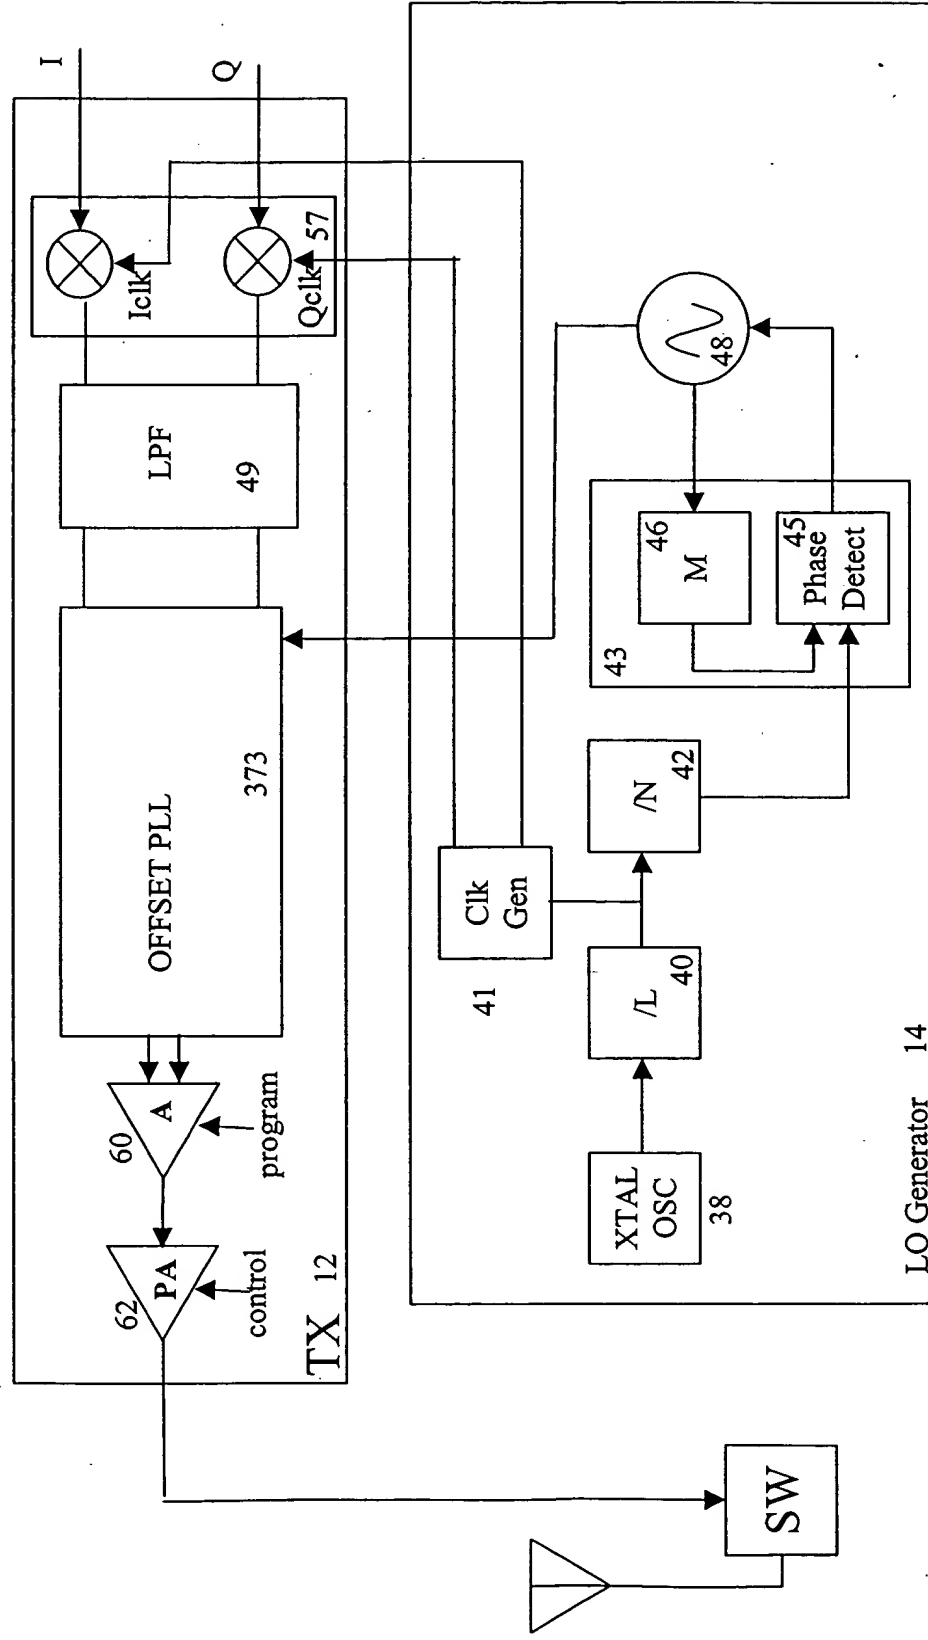 I
Q
Iclk
Qclk
57
LPF
49
OFFSET PLL
373
A
60
program
PA
62
control
TX 12
Clk
Gen
41
48
46
M
45
Phase
Detect
43
/N
42
/L
40
XTAL
OSC
38
LO Generator 14
SW